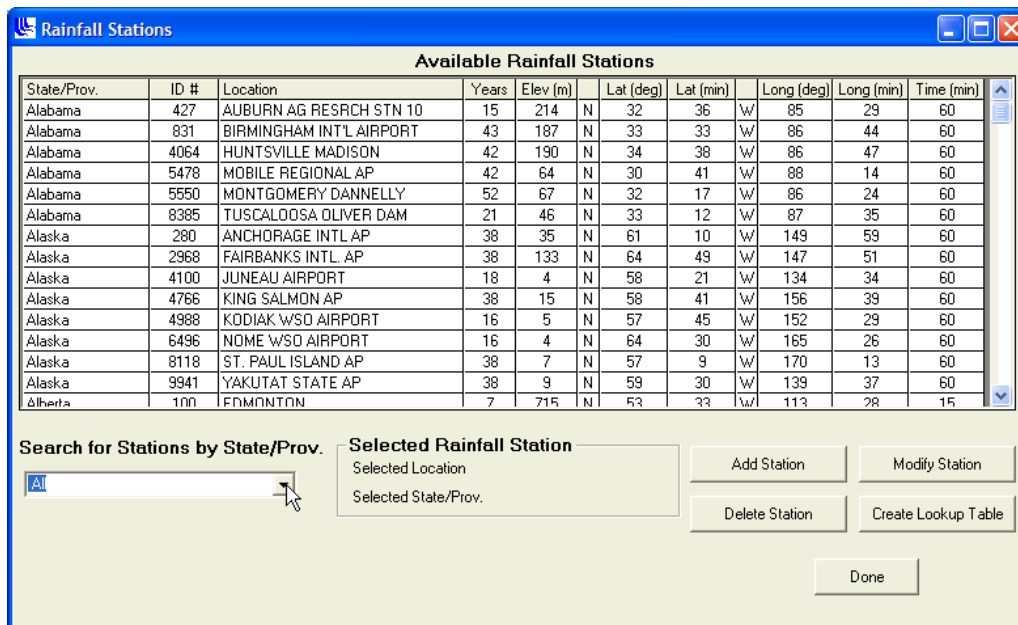 Rainfall Stations
Available Rainfall Stations
State/Prov. ID # Location Years Elev (m) Lat (deg) Lat (min) Long (deg) Long (min) Time (min)
Alabama 427 AUBURN AG RESRCH STN 10 15 214 N 32 36 W 85 29 60
Alabama 831 BIRMINGHAM INT'L AIRPORT 43 187 N 33 33 W 86 44 60
Alabama 4064 HUNTSVILLE MADISON 42 190 N 34 38 W 86 47 60
Alabama 5478 MOBILE REGIONAL AP 42 64 N 30 41 W 88 14 60
Alabama 5550 MONTGOMERY DANNELLY 52 67 N 32 17 W 86 24 60
Alabama 8385 TUSCALOOSA OLIVER DAM 21 46 N 33 12 W 87 35 60
Alaska 280 ANCHORAGE INTL AP 38 35 N 61 10 W 149 59 60
Alaska 2968 FAIRBANKS INTL. AP 38 133 N 64 49 W 147 51 60
Alaska 4100 JUNEAU AIRPORT 18 4 N 58 21 W 134 34 60
Alaska 4766 KING SALMON AP 38 15 N 58 41 W 156 39 60
Alaska 4988 KODIAK WSO AIRPORT 16 5 N 57 45 W 152 29 60
Alaska 6496 NOME WSO AIRPORT 16 4 N 64 30 W 165 26 60
Alaska 8118 ST. PAUL ISLAND AP 38 7 N 57 9 W 170 13 60
Alaska 9941 YAKUTAT STATE AP 38 9 N 59 30 W 139 37 60
Alberta 100 EDMONTON 7 715 N 53 33 W 113 28 15
Search for Stations by State/Prov.
All
Selected Rainfall Station
Selected Location
Selected State/Prov.
Add Station Modify Station
Delete Station Create Lookup Table
Done